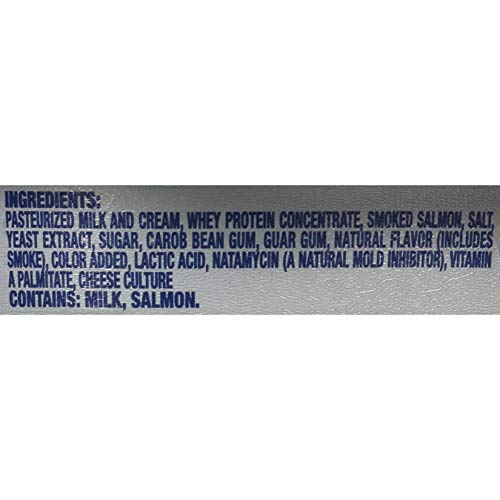 INGREDIENTS:
PASTEURIZED MILK AND CREAM, WHEY PROTEIN CONCENTRATE, SMOKED SALMON, SALT,
YEAST EXTRACT, SUGAR, CAROB BEAN GUM, GUAR GUM, NATURAL FLAVOR (INCLUDES
SMOKE), COLOR ADDED, LACTIC ACID, NATAMYCIN (A NATURAL MOLD INHIBITOR), VITAMIN
A PALMITATE, CHEESE CULTURE
CONTAINS: MILK, SALMON.